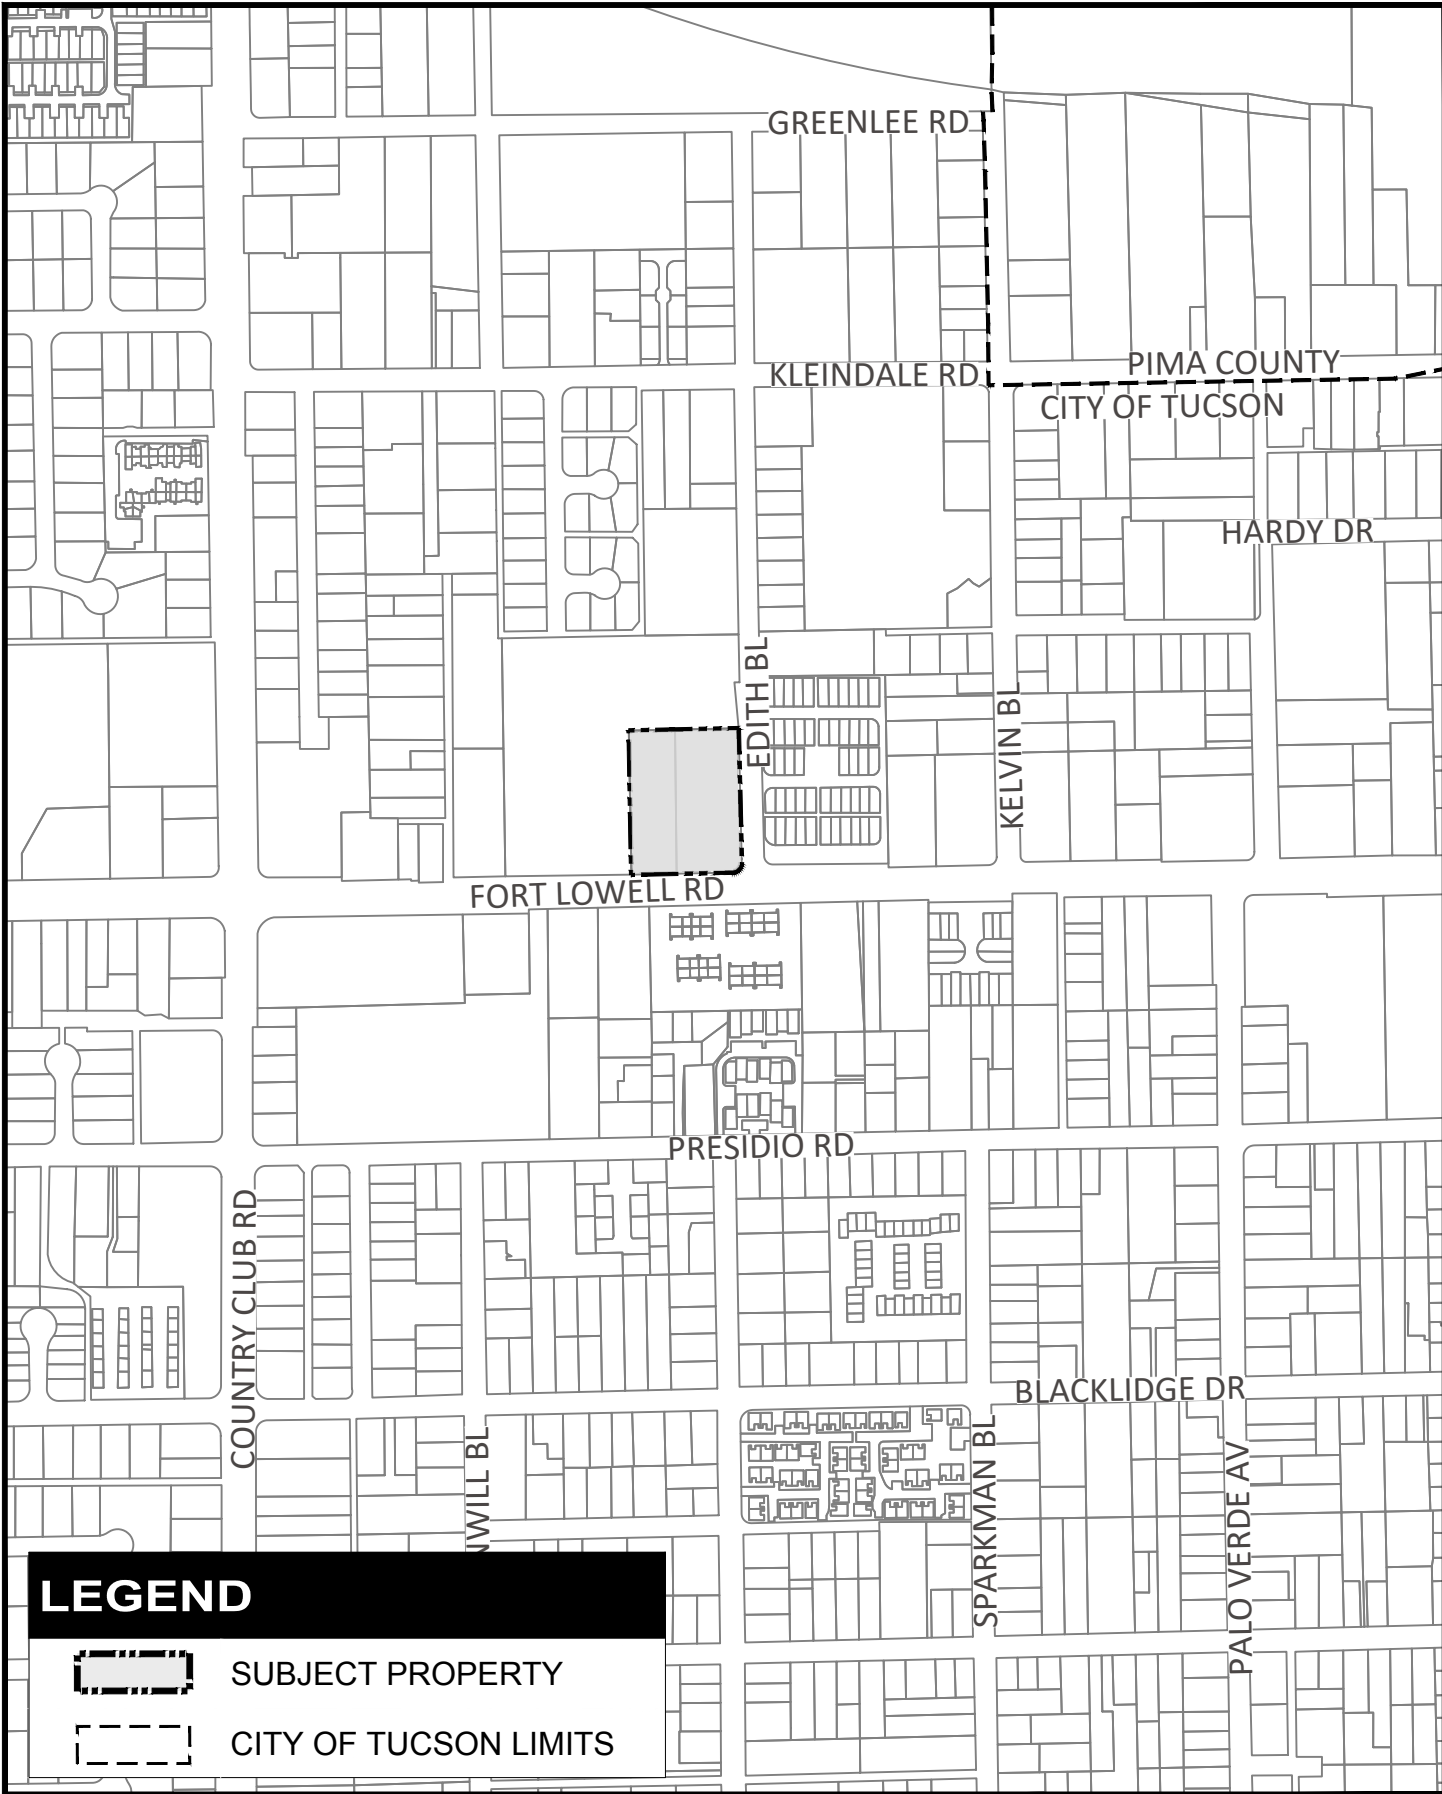 GREENLEE RD
PIMA COUNTY
KLEINDALE RD
CITY OF TUCSON
HARDY DR
EDITH BL
KELVIN BL
FORT LOWELL RD
PRESIDIO RD
COUNTRY CLUB RD
BLACKLIDGE DR
NWILL BL
SPARKMAN BL
PALO VERDE AV
LEGEND
SUBJECT PROPERTY
CITY OF TUCSON LIMITS